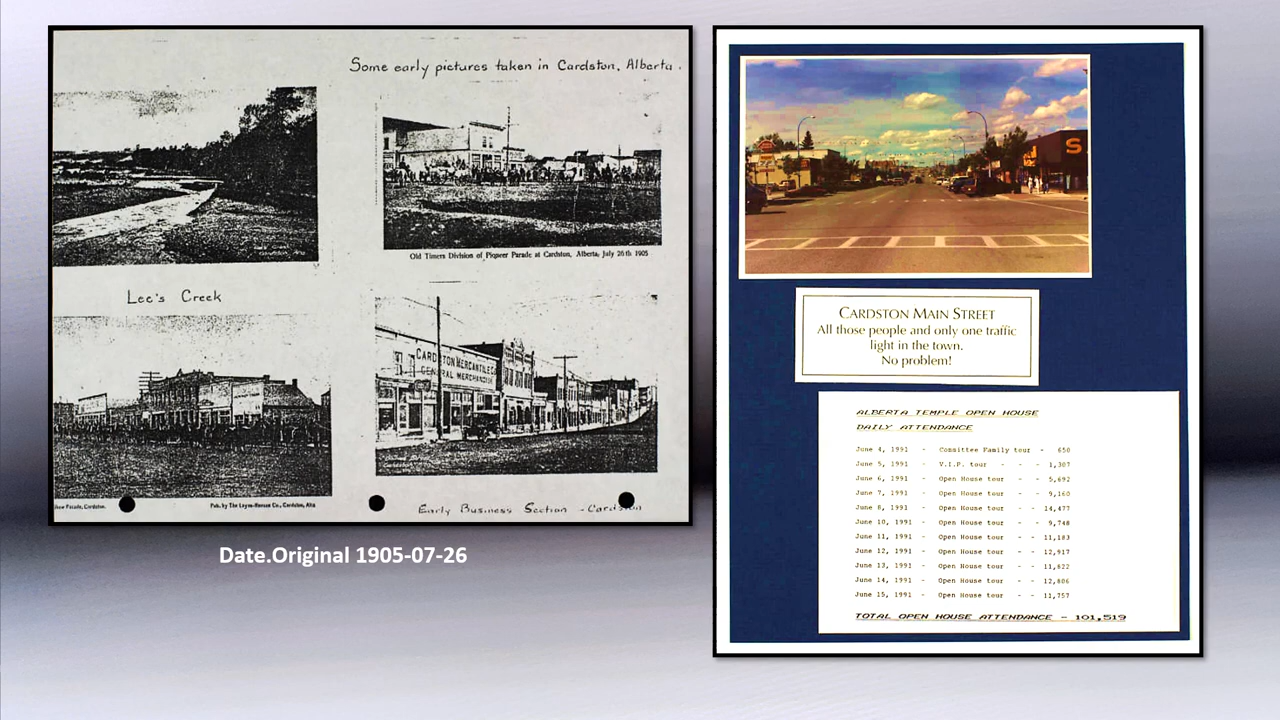 Some early pictures taken in Cardston, Alberta.
Old Timers Division of Pioneer Parade at Cardston, Alberta, July 26th 1905
Lee's Creek
CARDSTON MERCANTILE CO
GENERAL MERCHANDISE
Parade, Cardston.
Pub. by The Layne-Henson Co., Cardston, Alta
Early Business Section - Cardston
Date.Original 1905-07-26
S
CARDSTON MAIN STREET
All those people and only one traffic
light in the town.
No problem!
ALBERTA TEMPLE OPEN HOUSE
DAILY ATTENDANCE
June 4, 1991 - Committee Family tour - 650
June 5, 1991 - V.I.P. tour - - - 1,307
June 6, 1991 - Open House tour - - 5,692
June 7, 1991 - Open House tour - - 9,160
June 8, 1991 - Open House tour - - 14,477
June 10, 1991 - Open House tour - - 9,748
June 11, 1991 - Open House tour - - 11,183
June 12, 1991 - Open House tour - - 12,917
June 13, 1991 - Open House tour - - 11,822
June 14, 1991 - Open House tour - - 12,806
June 15, 1991 - Open House tour - - 11,757
TOTAL OPEN HOUSE ATTENDANCE - 101,519